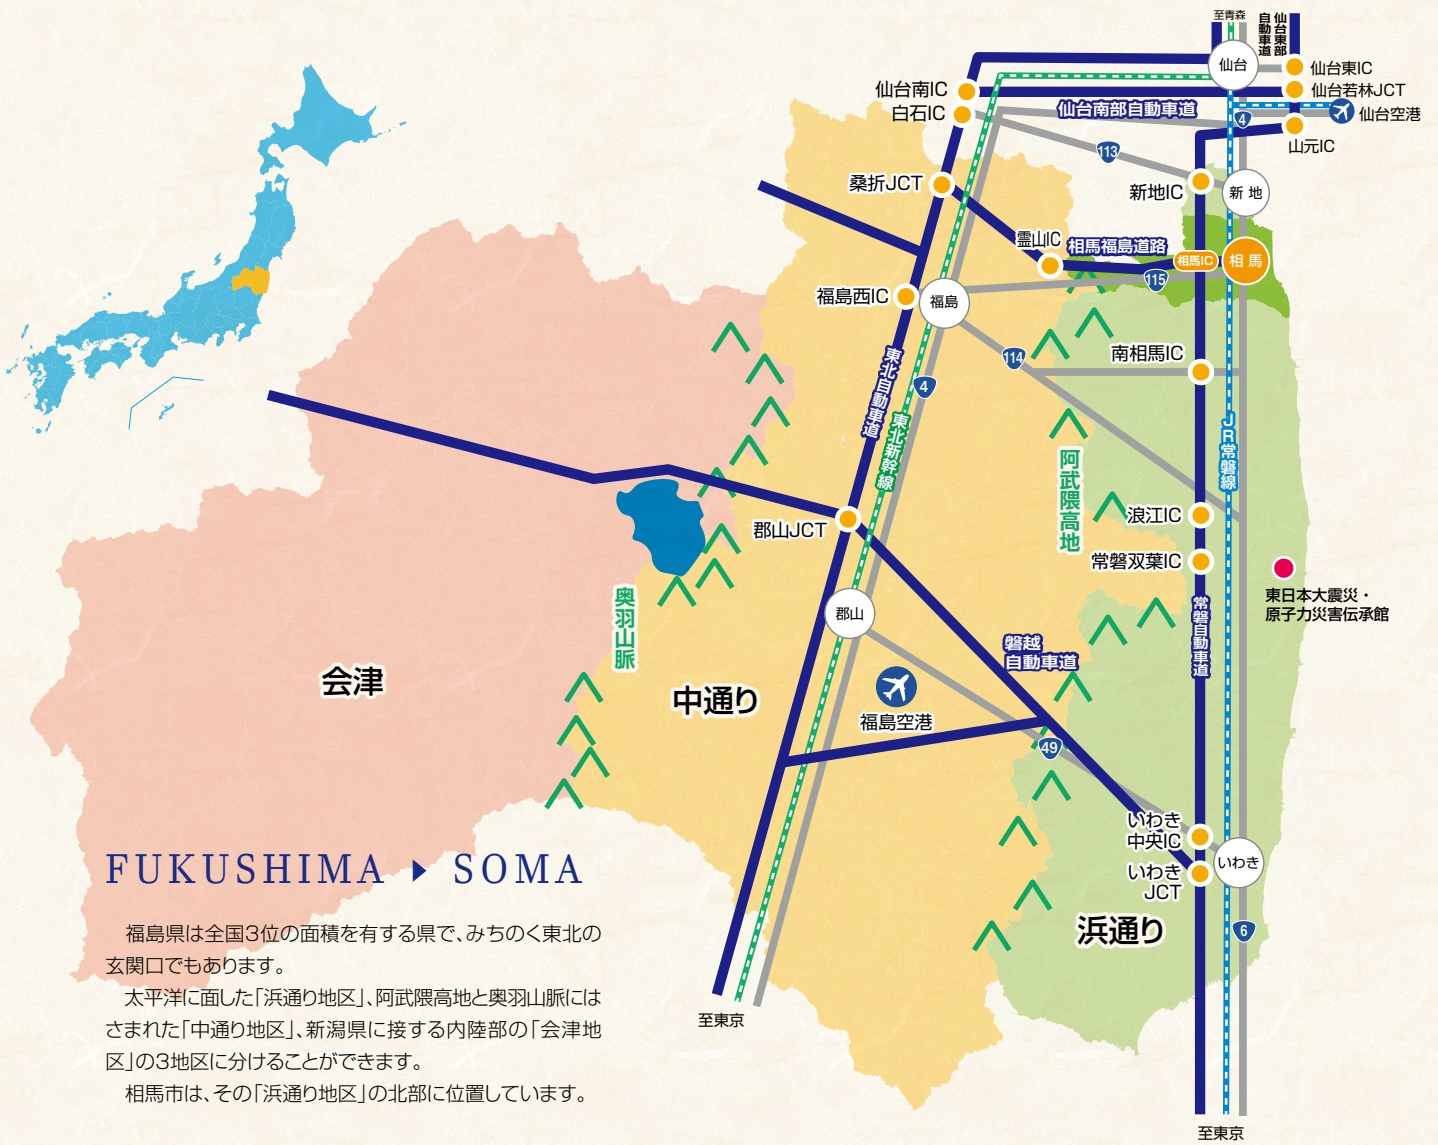 至青森
仙台東部
自動車道
仙台
仙台東IC
仙台南IC
仙台若林JCT
白石IC
仙台南部自動車道
4
仙台空港
山元IC
113
桑折JCT
新地IC
新地
霊山IC
相馬福島道路
相馬IC
相馬
115
福島西IC
福島
南相馬IC
114
4
東北自動車道
東北新幹線
JR常磐線
阿武隈高地
浪江IC
郡山JCT
常磐双葉IC
東日本大震災・
原子力災害伝承館
奥羽山脈
郡山
常磐自動車道
磐越
自動車道
会津
中通り
福島空港
49
いわき
中央IC
いわき
JCT
いわき
浜通り
6
FUKUSHIMA ▶ SOMA
福島県は全国3位の面積を有する県で、みちのく東北の
玄関口でもあります。
太平洋に面した「浜通り地区」、阿武隈高地と奥羽山脈には
さまれた「中通り地区」、新潟県に接する内陸部の「会津地
区」の3地区に分けることができます。
相馬市は、その「浜通り地区」の北部に位置しています。
至東京
至東京